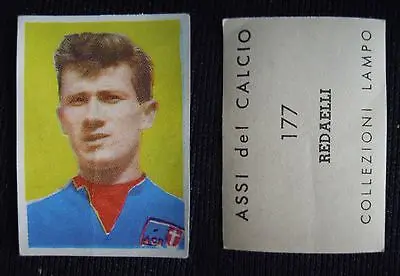 ASSI del CALCIO
177
REDAELLI
COLLEZIONI LAMPO